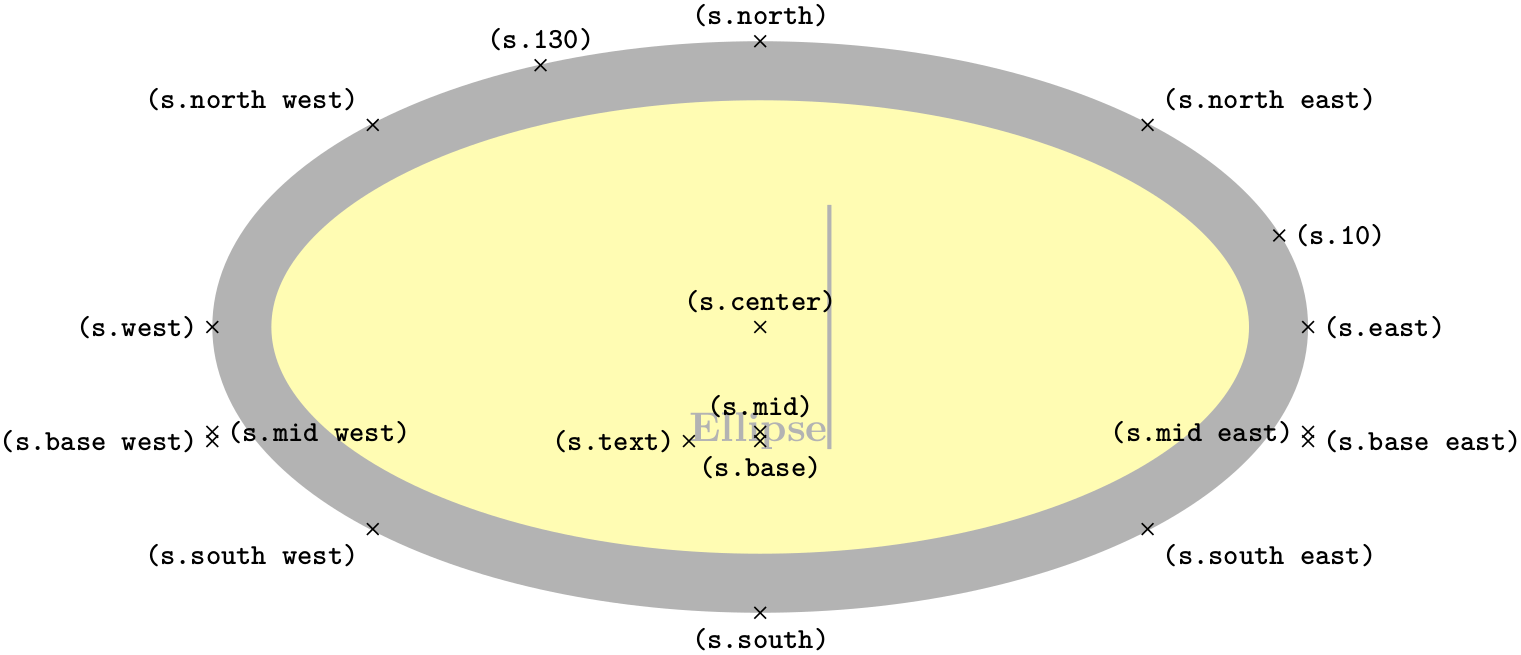 (s.north)
(s.130)
(s.north west)
(s.north east)
(s.10)
(s.center)
(s.west)
(s.east)
(s.mid)
Ellipse
(s.mid west)
(s.mid east)
(s.base west)
(s.text)
(s.base east)
(s.base)
(s.south west)
(s.south east)
(s.south)